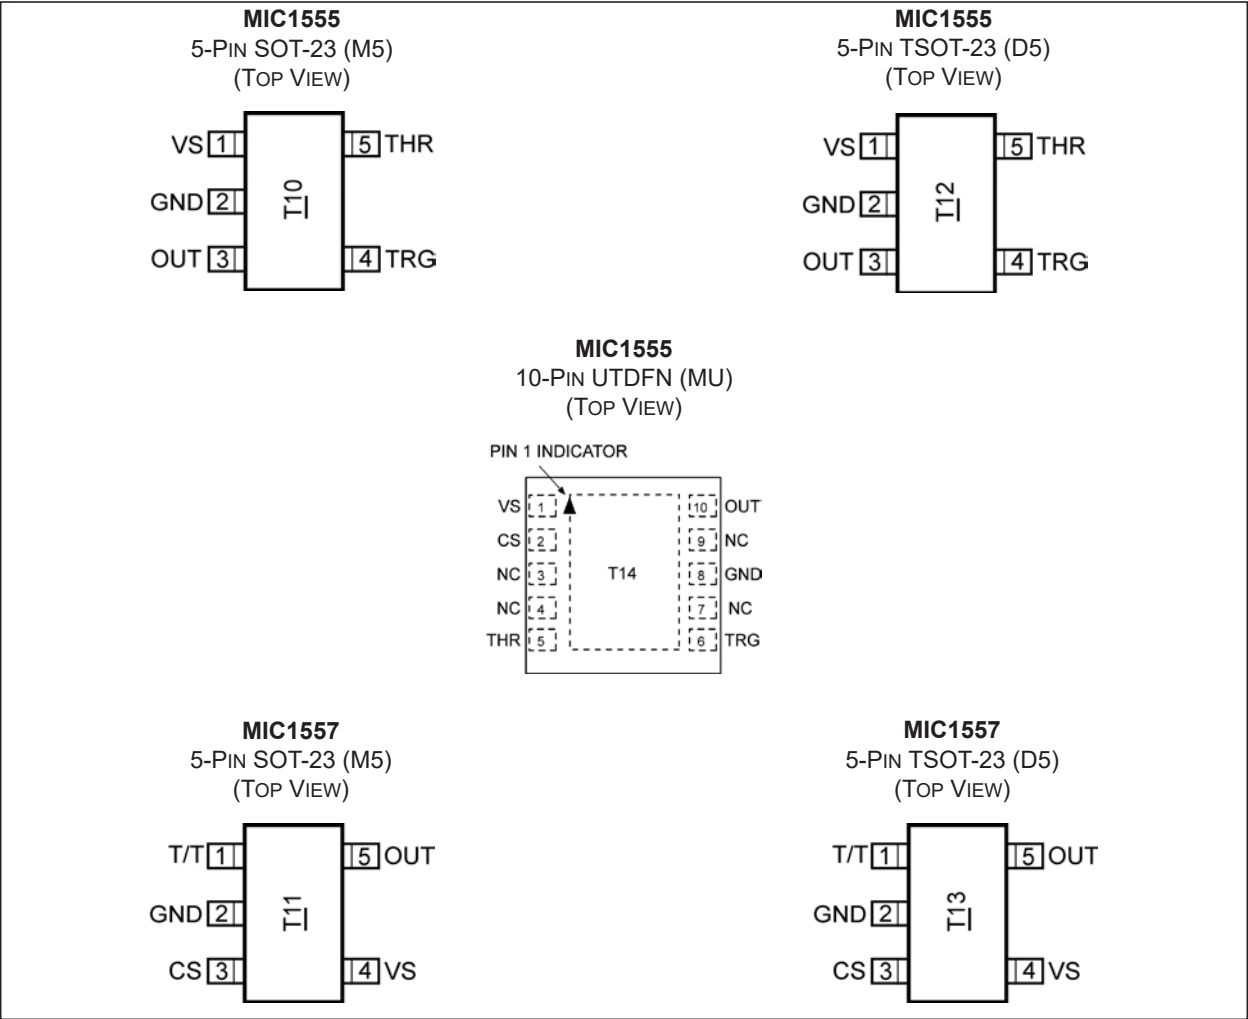 MIC1555
5-PIN SOT-23 (M5)
(TOP VIEW)
VS 1 5 THR
GND 2 T10
OUT 3 4 TRG
MIC1555
5-PIN TSOT-23 (D5)
(TOP VIEW)
VS 1 5 THR
GND 2 T12
OUT 3 4 TRG
MIC1555
10-PIN UTDFN (MU)
(TOP VIEW)
PIN 1 INDICATOR
VS 1 10 OUT
CS 2 9 NC
NC 3 T14 8 GND
NC 4 7 NC
THR 5 6 TRG
MIC1557
5-PIN SOT-23 (M5)
(TOP VIEW)
T/T 1 5 OUT
GND 2 T11
CS 3 4 VS
MIC1557
5-PIN TSOT-23 (D5)
(TOP VIEW)
T/T 1 5 OUT
GND 2 T13
CS 3 4 VS